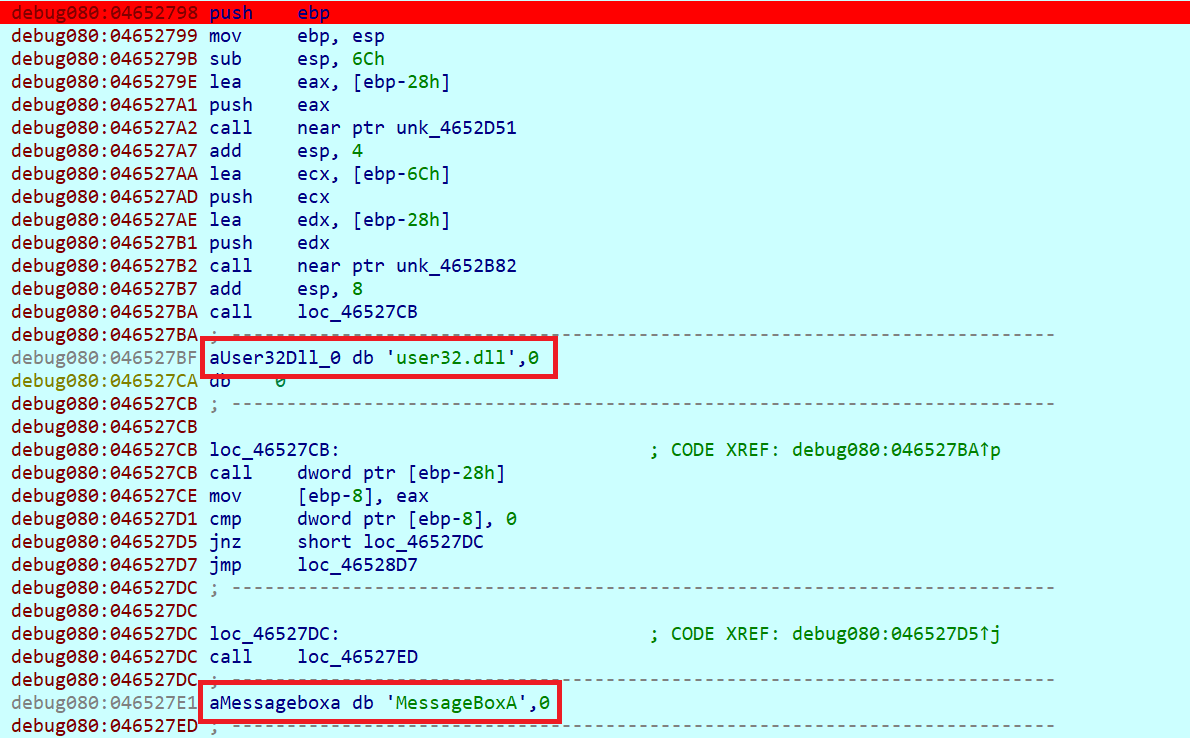 debug080:04652798 push    ebp
debug080:04652799 mov     ebp, esp
debug080:0465279B sub     esp, 6Ch
debug080:0465279E lea     eax, [ebp-28h]
debug080:046527A1 push    eax
debug080:046527A2 call    near ptr unk_4652D51
debug080:046527A7 add     esp, 4
debug080:046527AA lea     ecx, [ebp-6Ch]
debug080:046527AD push    ecx
debug080:046527AE lea     edx, [ebp-28h]
debug080:046527B1 push    edx
debug080:046527B2 call    near ptr unk_4652B82
debug080:046527B7 add     esp, 8
debug080:046527BA call    loc_46527CB
debug080:046527BA ; ---------------------------------------------------------------------------
debug080:046527BF aUser32Dll_0 db 'user32.dll',0
debug080:046527CA db    0
debug080:046527CB ; ---------------------------------------------------------------------------
debug080:046527CB
debug080:046527CB loc_46527CB:                            ; CODE XREF: debug080:046527BA↑p
debug080:046527CB call    dword ptr [ebp-28h]
debug080:046527CE mov     [ebp-8], eax
debug080:046527D1 cmp     dword ptr [ebp-8], 0
debug080:046527D5 jnz     short loc_46527DC
debug080:046527D7 jmp     loc_46528D7
debug080:046527DC ; ---------------------------------------------------------------------------
debug080:046527DC
debug080:046527DC loc_46527DC:                            ; CODE XREF: debug080:046527D5↑j
debug080:046527DC call    loc_46527ED
debug080:046527DC ; ---------------------------------------------------------------------------
debug080:046527E1 aMessageboxa db 'MessageBoxA',0
debug080:046527ED ; ---------------------------------------------------------------------------